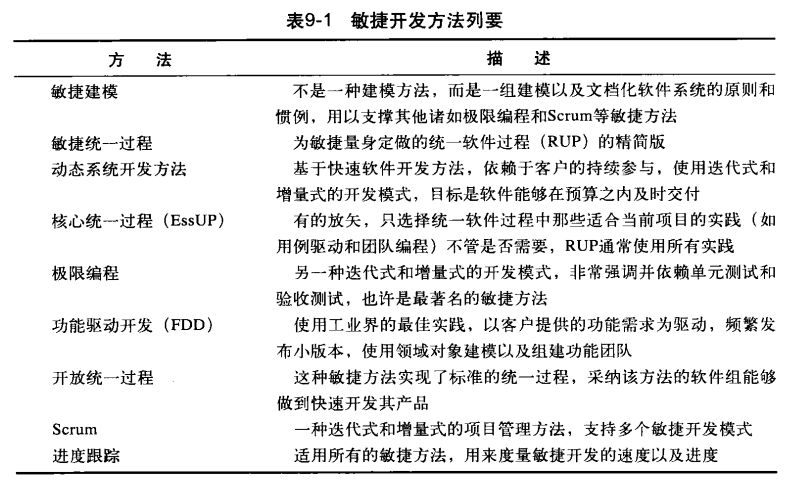 表9-1 敏捷开发方法列要
方 法 描 述
敏捷建模 不是一种建模方法，而是一组建模以及文档化软件系统的原则和
惯例，用以支撑其他诸如极限编程和Scrum等敏捷方法
敏捷统一过程 为敏捷量身定做的统一软件过程（RUP）的精简版
动态系统开发方法 基于快速软件开发方法，依赖于客户的持续参与，使用迭代式和
增量式的开发模式，目标是软件能够在预算之内及时交付
核心统一过程（EssUP） 有的放矢，只选择统一软件过程中那些适合当前项目的实践（如
用例驱动和团队编程）不管是否需要，RUP通常使用所有实践
极限编程 另一种迭代式和增量式的开发模式，非常强调并依赖单元测试和
验收测试，也许是最著名的敏捷方法
功能驱动开发（FDD） 使用工业界的最佳实践，以客户提供的功能需求为驱动，频繁发
布小版本，使用领域对象建模以及组建功能团队
开放统一过程 这种敏捷方法实现了标准的统一过程，采纳该方法的软件组能够
做到快速开发其产品
Scrum 一种迭代式和增量式的项目管理方法，支持多个敏捷开发模式
进度跟踪 适用所有的敏捷方法，用来度量敏捷开发的速度以及进度